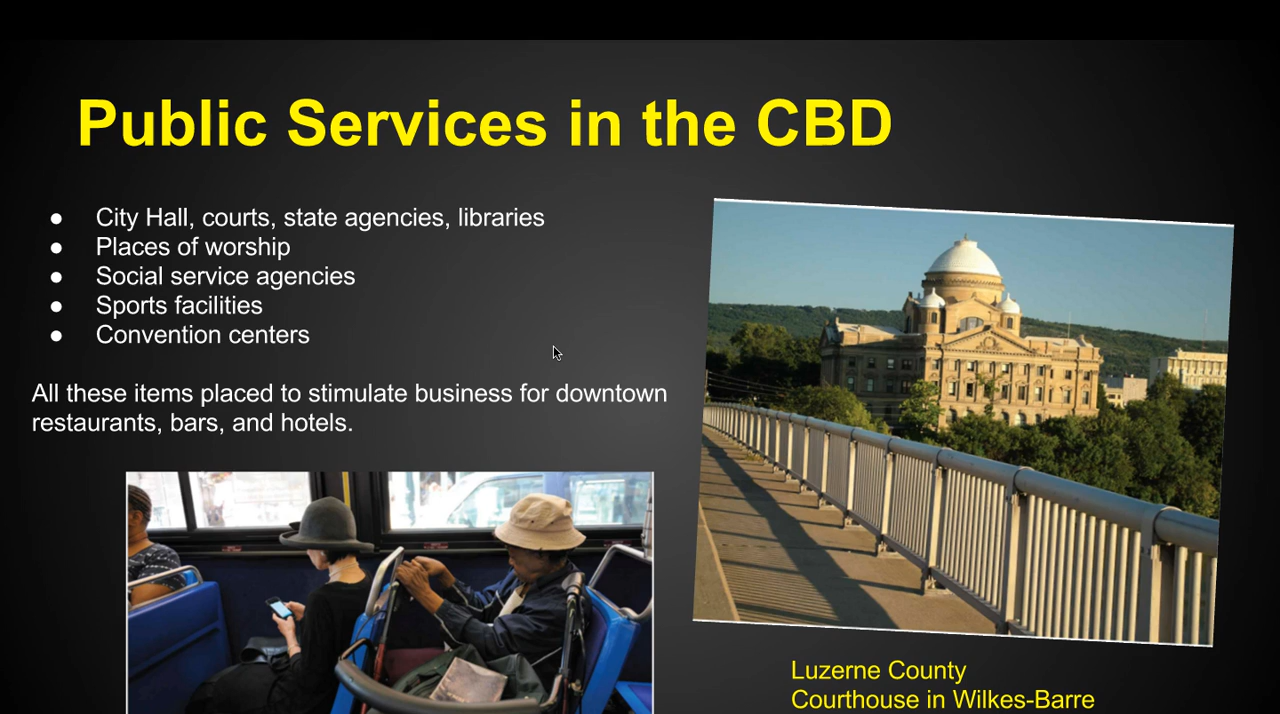 Public Services in the CBD
● City Hall, courts, state agencies, libraries
● Places of worship
● Social service agencies
● Sports facilities
● Convention centers
All these items placed to stimulate business for downtown
restaurants, bars, and hotels.
Luzerne County
Courthouse in Wilkes-Barre